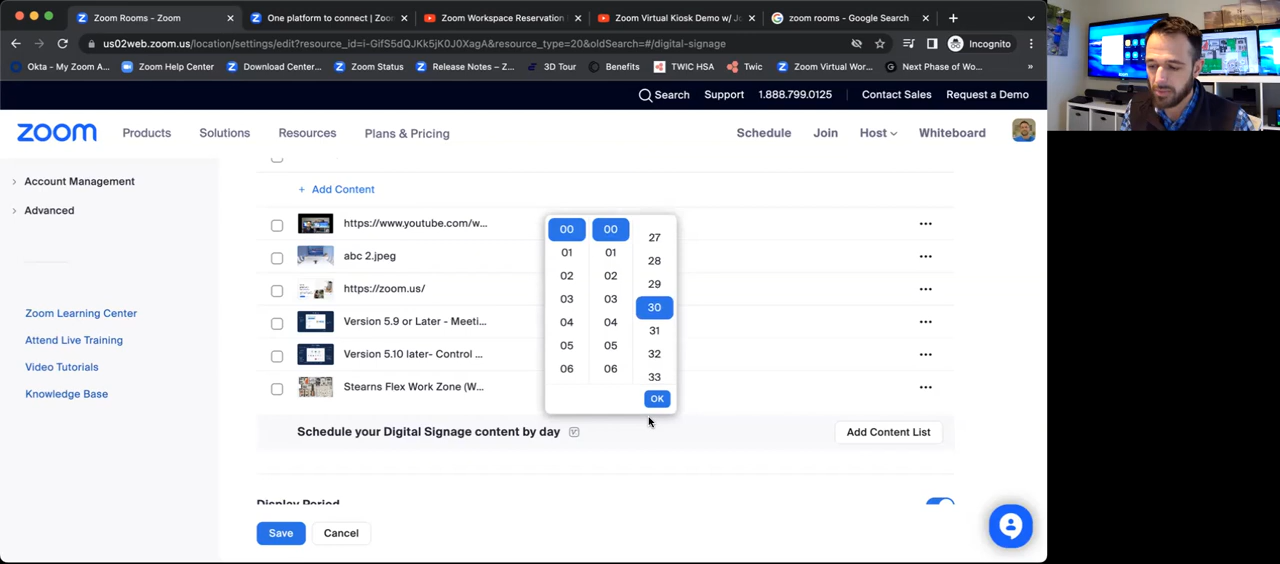 Zoom Rooms - Zoom
One platform to connect | Zoo
Zoom Workspace Reservation
Zoom Virtual Kiosk Demo w/ J
zoom rooms - Google Search
us02web.zoom.us/location/settings/edit?resource_id=-GifS5dQJKk5jK0J0XagA&resource_type=20&oldSearch=#/digital-signage
Incognito
Okta - My Zoom A...
Zoom Help Center
Download Center...
Zoom Status
Release Notes – Z...
3D Tour
Benefits
TWIC HSA
Twic
Zoom Virtual Wor...
Next Phase of Wo...
Search
Support
1.888.799.0125
Contact Sales
Request a Demo
zoom
Products
Solutions
Resources
Plans & Pricing
Schedule
Join
Host
Whiteboard
Account Management
Advanced
Zoom Learning Center
Attend Live Training
Video Tutorials
Knowledge Base
+ Add Content
https://www.youtube.com/w...
abc 2.jpeg
https://zoom.us/
Version 5.9 or Later - Meeti...
Version 5.10 later- Control ...
Stearns Flex Work Zone (W...
00 00 27
01 01 28
02 02 29
03 03 30
04 04 31
05 05 32
06 06 33
OK
Schedule your Digital Signage content by day
Add Content List
Display Period
Save
Cancel